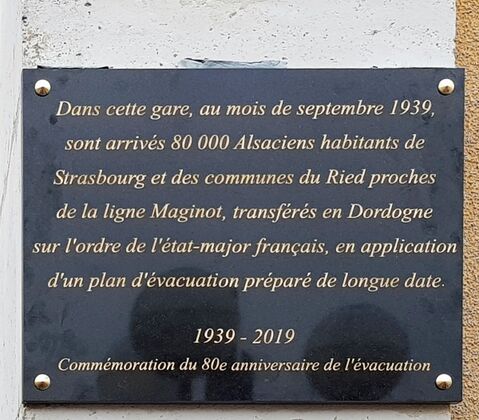 Dans cette gare, au mois de septembre 1939,
sont arrivés 80 000 Alsaciens habitants de
Strasbourg et des communes du Ried proches
de la ligne Maginot, transférés en Dordogne
sur l'ordre de l'état-major français, en application
d'un plan d'évacuation préparé de longue date.
1939 - 2019
Commémoration du 80e anniversaire de l'évacuation